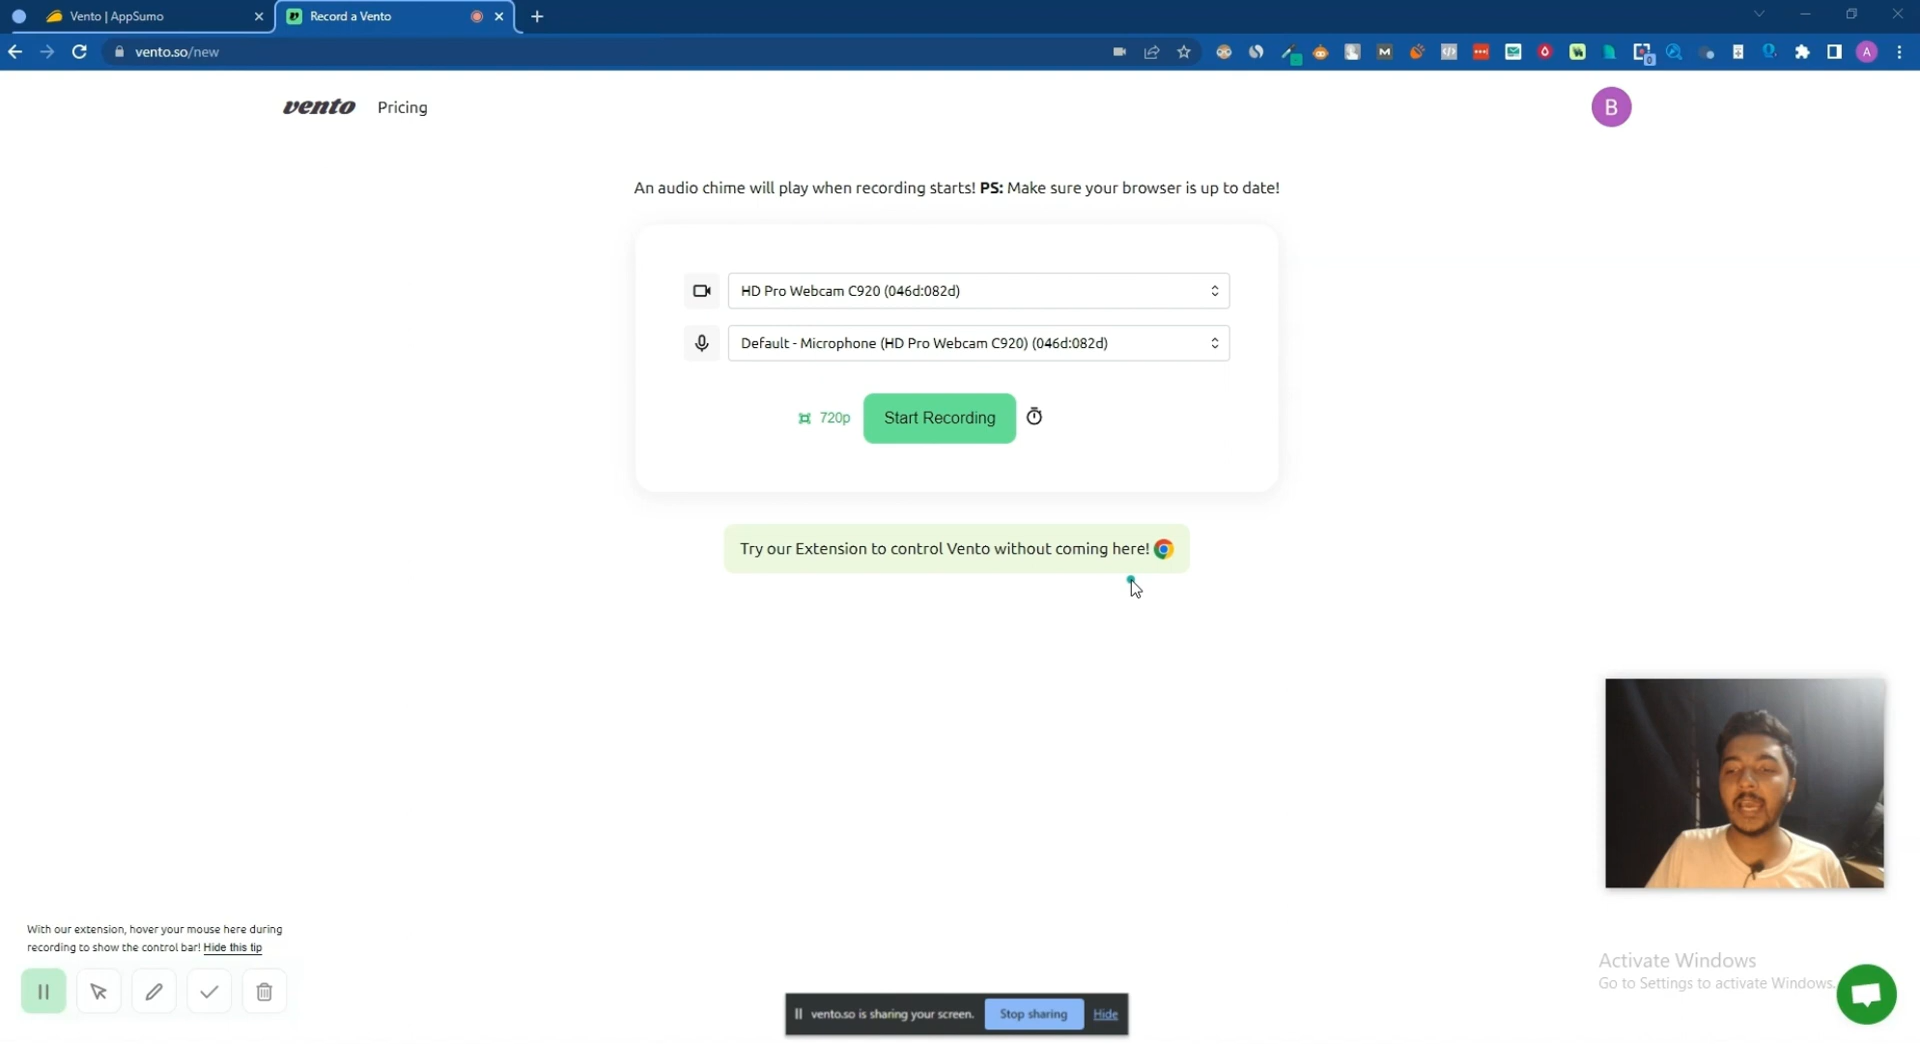 Vento | AppSumo
Record a Vento
vento.so/new
vento
Pricing
B
A
M
0
An audio chime will play when recording starts! PS: Make sure your browser is up to date!
HD Pro Webcam C920 (046d:082d)
Default - Microphone (HD Pro Webcam C920) (046d:082d)
720p
Start Recording
Try our Extension to control Vento without coming here!
With our extension, hover your mouse here during
recording to show the control bar! Hide this tip
vento.so is sharing your screen.
Stop sharing
Hide
Activate Windows
Go to Settings to activate Windows.